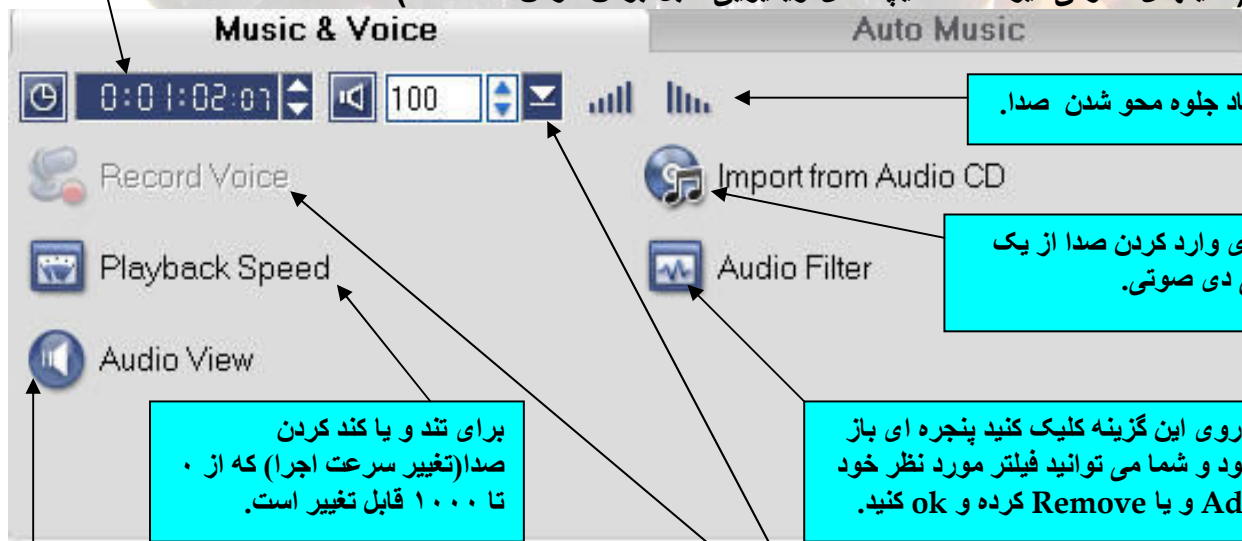 Music & Voice
Auto Music
0:01:02:07
100
جلوه محو شدن صدا.
Record Voice
Import from Audio CD
وارد کردن صدا از یک
دی صوتی.
Playback Speed
Audio Filter
Audio View
برای تند و یا کند کردن
صدا(تغییر سرعت اجرا) که از ۰
تا ۱۰۰۰ قابل تغییر است.
روی این گزینه کلیک کنید پنجره ای باز
و شما می توانید فیلتر مورد نظر خود
و یا Remove کرده و ok کنید.